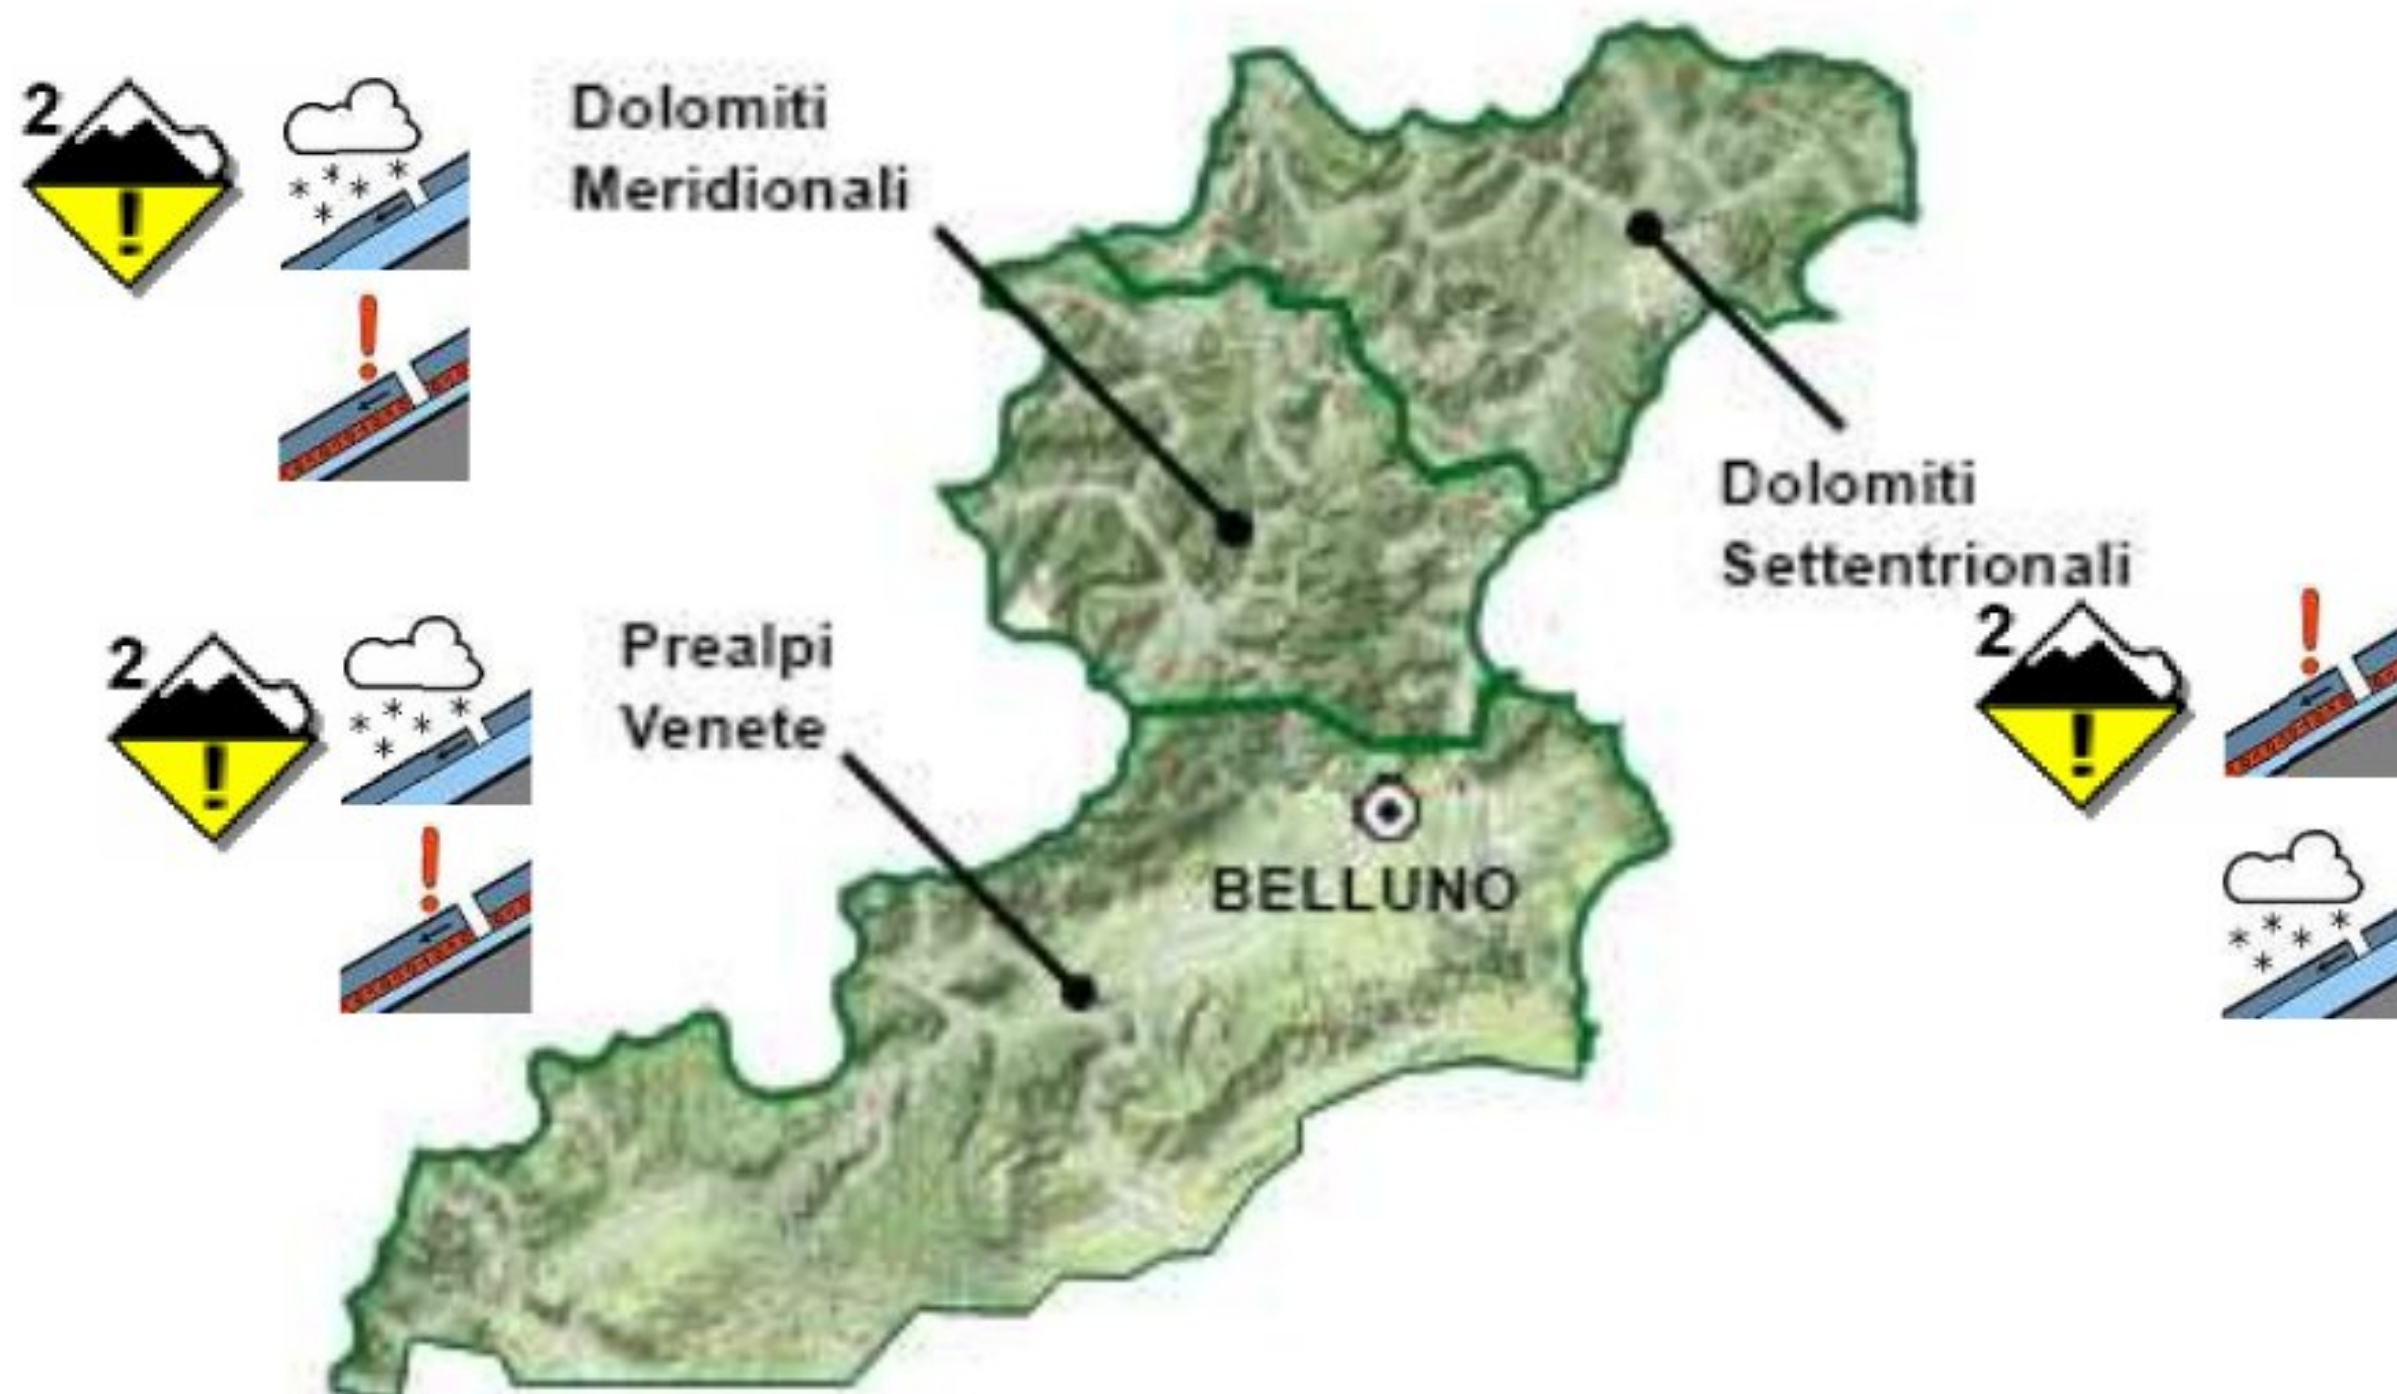 2
Dolomiti
Meridionali
Dolomiti
Settentrionali
2
Prealpi
Venete
2
BELLUNO